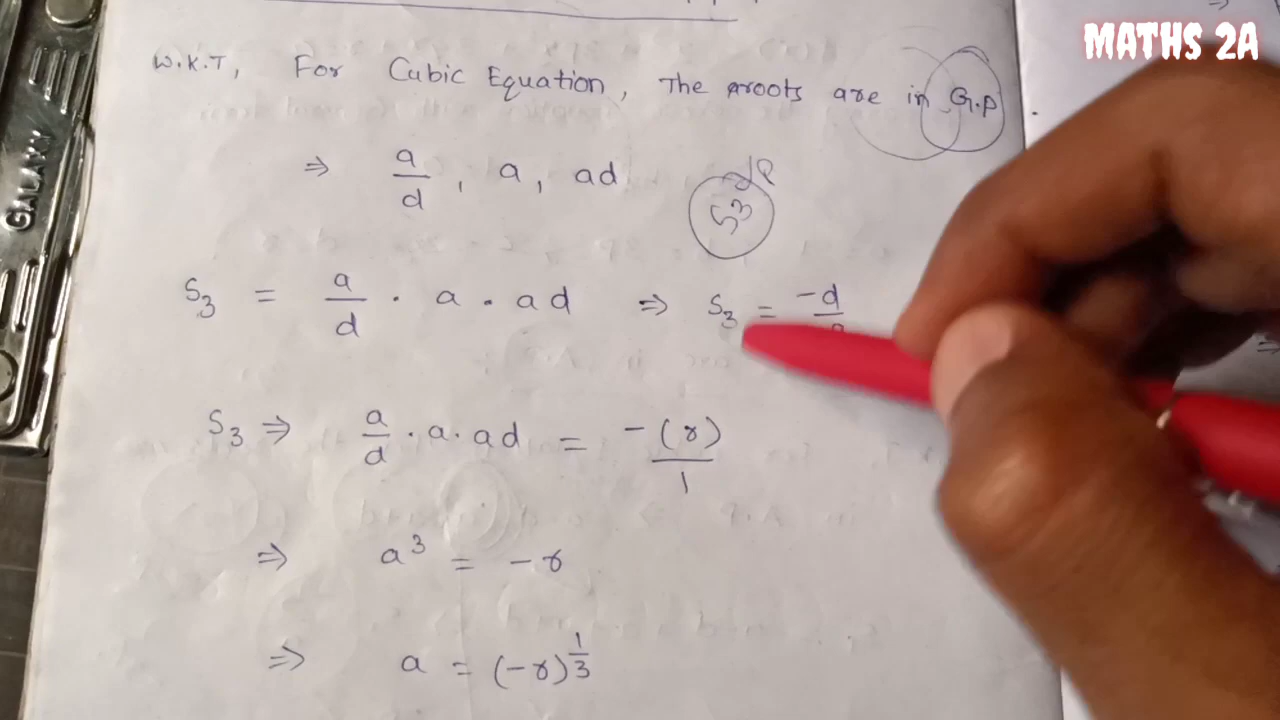 MATHS 2A
GALAXY
W.K.T, For Cubic Equation, The roots are in G.P.
⇒ a/d, a, ad
S₃
S₃ = a/d · a · ad ⇒ S₃ = -d/
S₃ ⇒ a/d · a · ad = -(r)/1
⇒ a³ = -r
⇒ a = (-r)^(1/3)